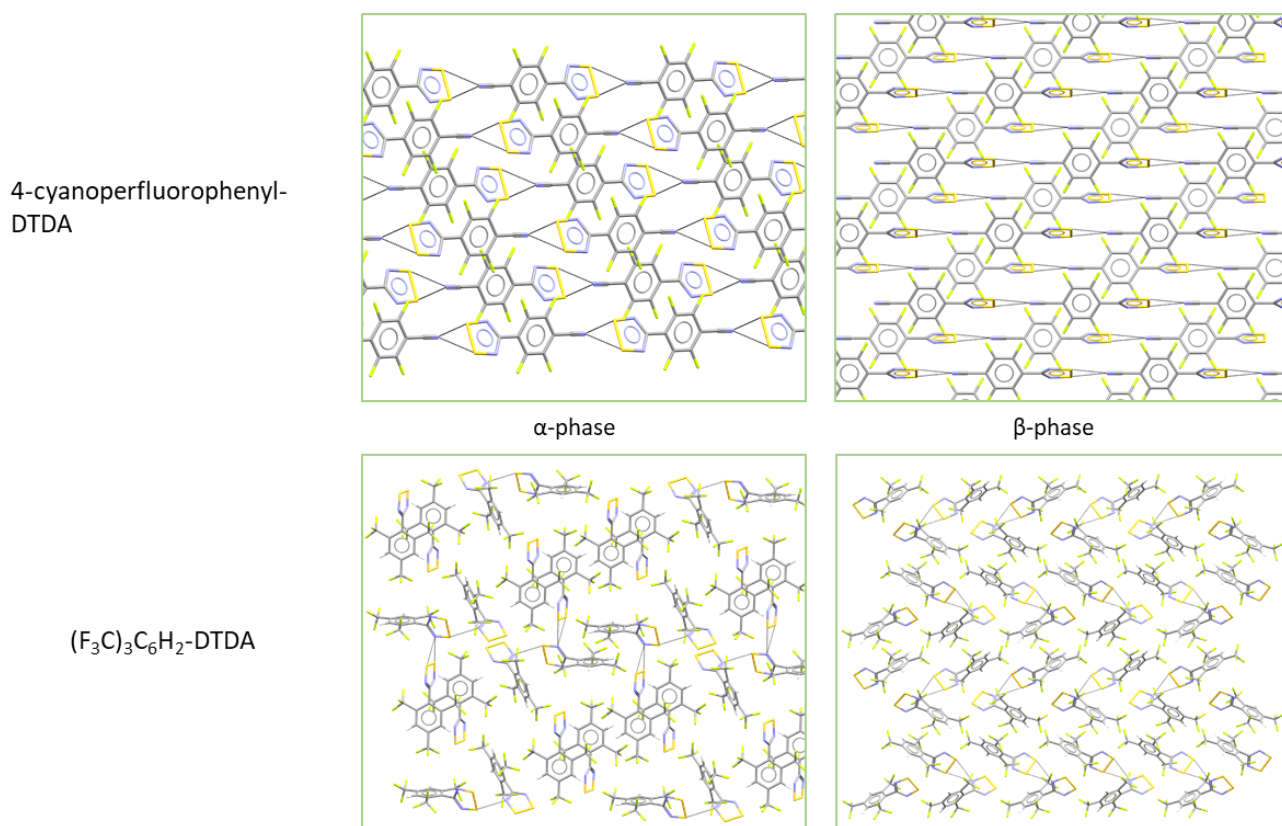 4-cyanoperfluorophenyl-
DTDA
α-phase
β-phase
(F₃C)₃C₆H₂-DTDA